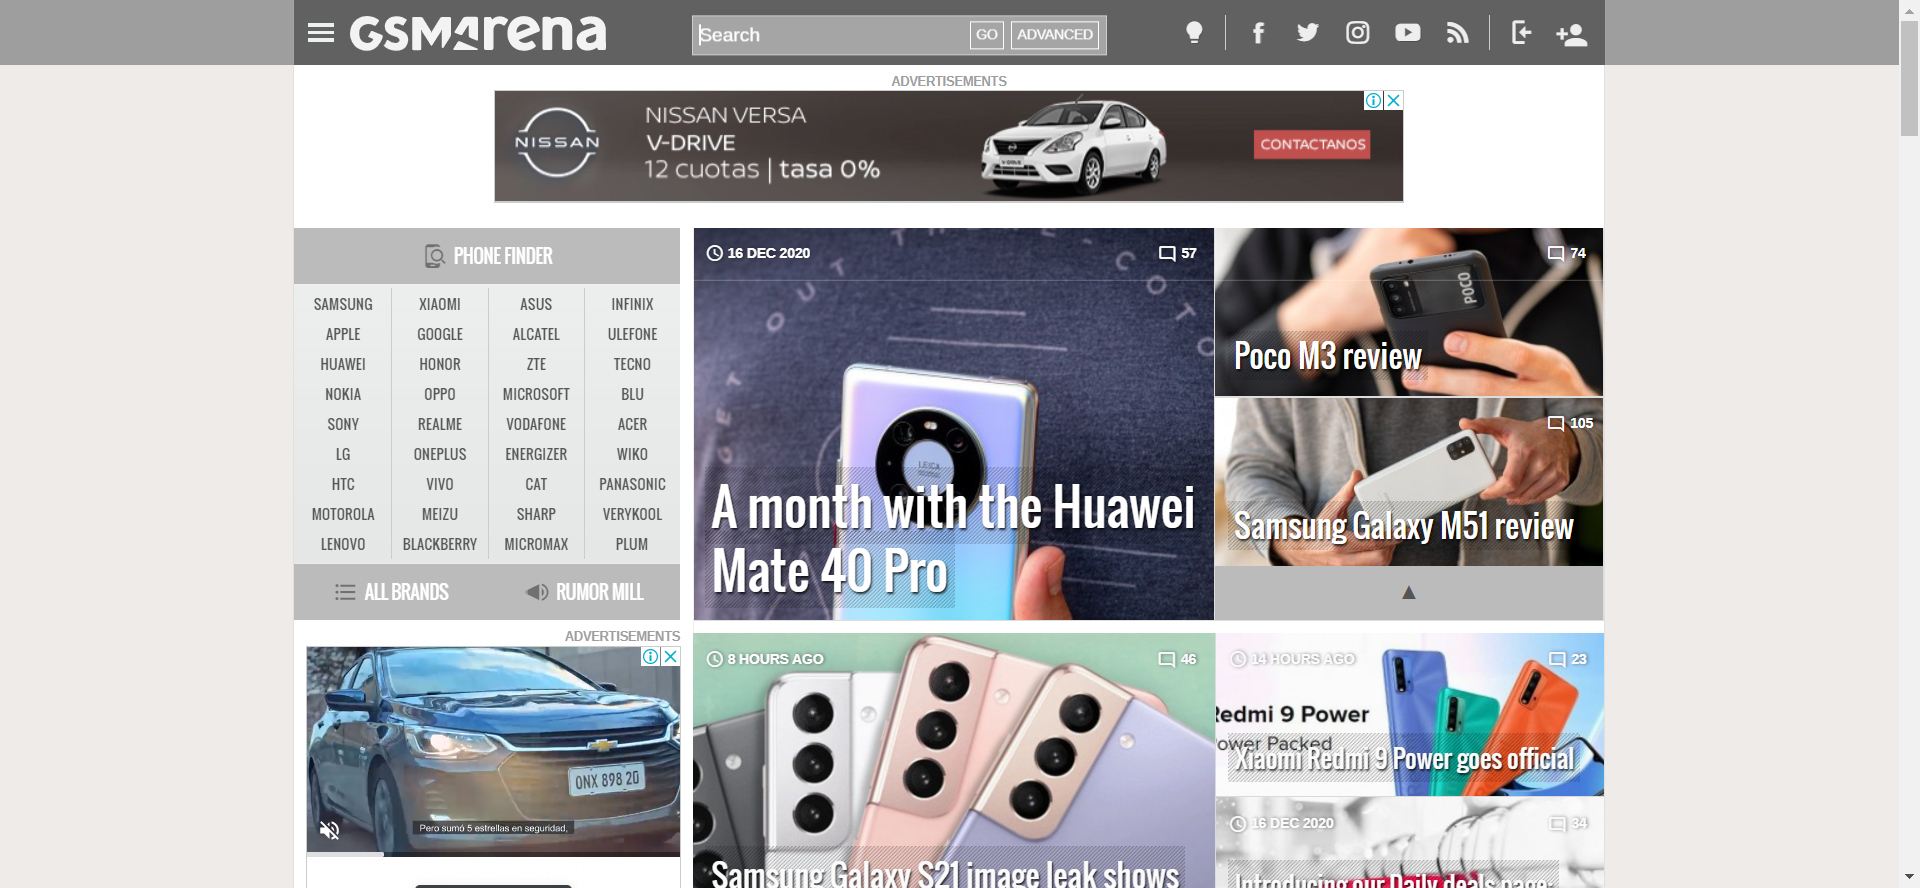 GSMArena
Search
GO
ADVANCED
ADVERTISEMENTS
NISSAN
NISSAN VERSA
V-DRIVE
12 cuotas | tasa 0%
V-DRIVE
CONTACTANOS
PHONE FINDER
SAMSUNG XIAOMI ASUS INFINIX
APPLE GOOGLE ALCATEL ULEFONE
HUAWEI HONOR ZTE TECNO
NOKIA OPPO MICROSOFT BLU
SONY REALME VODAFONE ACER
LG ONEPLUS ENERGIZER WIKO
HTC VIVO CAT PANASONIC
MOTOROLA MEIZU SHARP VERYKOOL
LENOVO BLACKBERRY MICROMAX PLUM
ALL BRANDS
RUMOR MILL
16 DEC 2020
57
LEICA
A month with the Huawei
Mate 40 Pro
74
POCO
Poco M3 review
105
Samsung Galaxy M51 review
ADVERTISEMENTS
QNX 898 20
Pero sumó 5 estrellas en seguridad,
8 HOURS AGO
46
Samsung Galaxy S21 image leak shows
14 HOURS AGO
23
Redmi 9 Power
ower Packed
Xiaomi Redmi 9 Power goes official
16 DEC 2020
34
Introducing our Daily deals page: